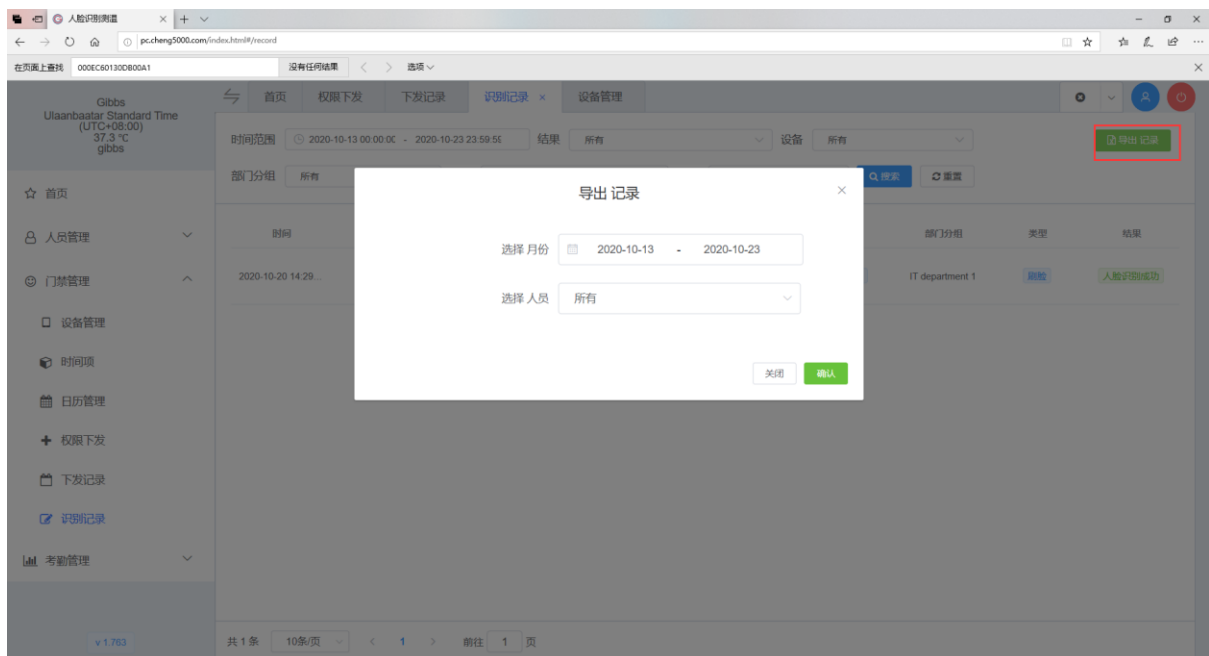 人脸识别测温
pc.cheng5000.com/index.html#/record
在页面上查找 000EC60130DB00A1 没有任何结果 选项
Gibbs
Ulaanbaatar Standard Time
(UTC+08:00)
37.3 ℃
gibbs
首页 权限下发 下发记录 识别记录 × 设备管理
时间范围 2020-10-13 00:00:0 - 2020-10-23 23:59:59 结果 所有 设备 所有 导出 记录
部门分组 所有 搜索 重置
首页
人员管理
门禁管理
设备管理
时间项
日历管理
权限下发
下发记录
识别记录
考勤管理
v 1.763
时间 部门分组 类型 结果
2020-10-20 14:29... IT department 1 刷脸 人脸识别成功
导出 记录
选择 月份 2020-10-13 - 2020-10-23
选择 人员 所有
关闭 确认
共 1 条 10条/页 < 1 > 前往 1 页